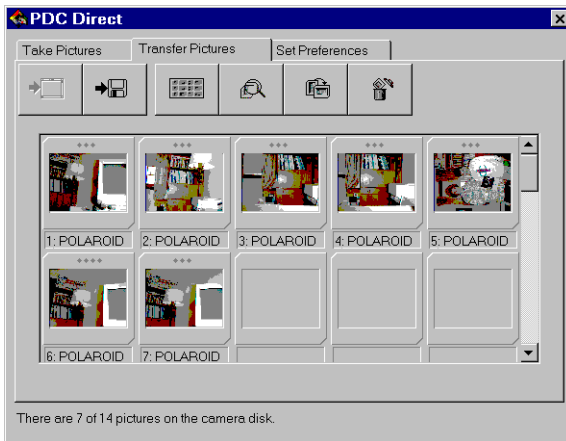 PDC Direct
Take Pictures Transfer Pictures Set Preferences
1: POLAROID 2: POLAROID 3: POLAROID 4: POLAROID 5: POLAROID
6: POLAROID 7: POLAROID
There are 7 of 14 pictures on the camera disk.